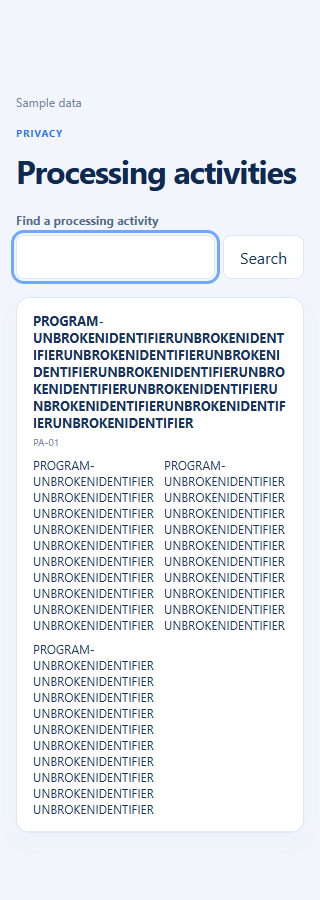 Sample data
PRIVACY
Processing activities
Find a processing activity
Search
PROGRAM-
UNBROKENIDENTIFIERUNBROKENIDENT
IFIERUNBROKENIDENTIFIERUNBROKENI
DENTIFIERUNBROKENIDENTIFIERUNBRO
KENIDENTIFIERUNBROKENIDENTIFIERU
NBROKENIDENTIFIERUNBROKENIDENTIF
IERUNBROKENIDENTIFIER
PA-01
PROGRAM-
UNBROKENIDENTIFIER
UNBROKENIDENTIFIER
UNBROKENIDENTIFIER
UNBROKENIDENTIFIER
UNBROKENIDENTIFIER
UNBROKENIDENTIFIER
UNBROKENIDENTIFIER
UNBROKENIDENTIFIER
UNBROKENIDENTIFIER
UNBROKENIDENTIFIER
PROGRAM-
UNBROKENIDENTIFIER
UNBROKENIDENTIFIER
UNBROKENIDENTIFIER
UNBROKENIDENTIFIER
UNBROKENIDENTIFIER
UNBROKENIDENTIFIER
UNBROKENIDENTIFIER
UNBROKENIDENTIFIER
UNBROKENIDENTIFIER
UNBROKENIDENTIFIER
PROGRAM-
UNBROKENIDENTIFIER
UNBROKENIDENTIFIER
UNBROKENIDENTIFIER
UNBROKENIDENTIFIER
UNBROKENIDENTIFIER
UNBROKENIDENTIFIER
UNBROKENIDENTIFIER
UNBROKENIDENTIFIER
UNBROKENIDENTIFIER
UNBROKENIDENTIFIER